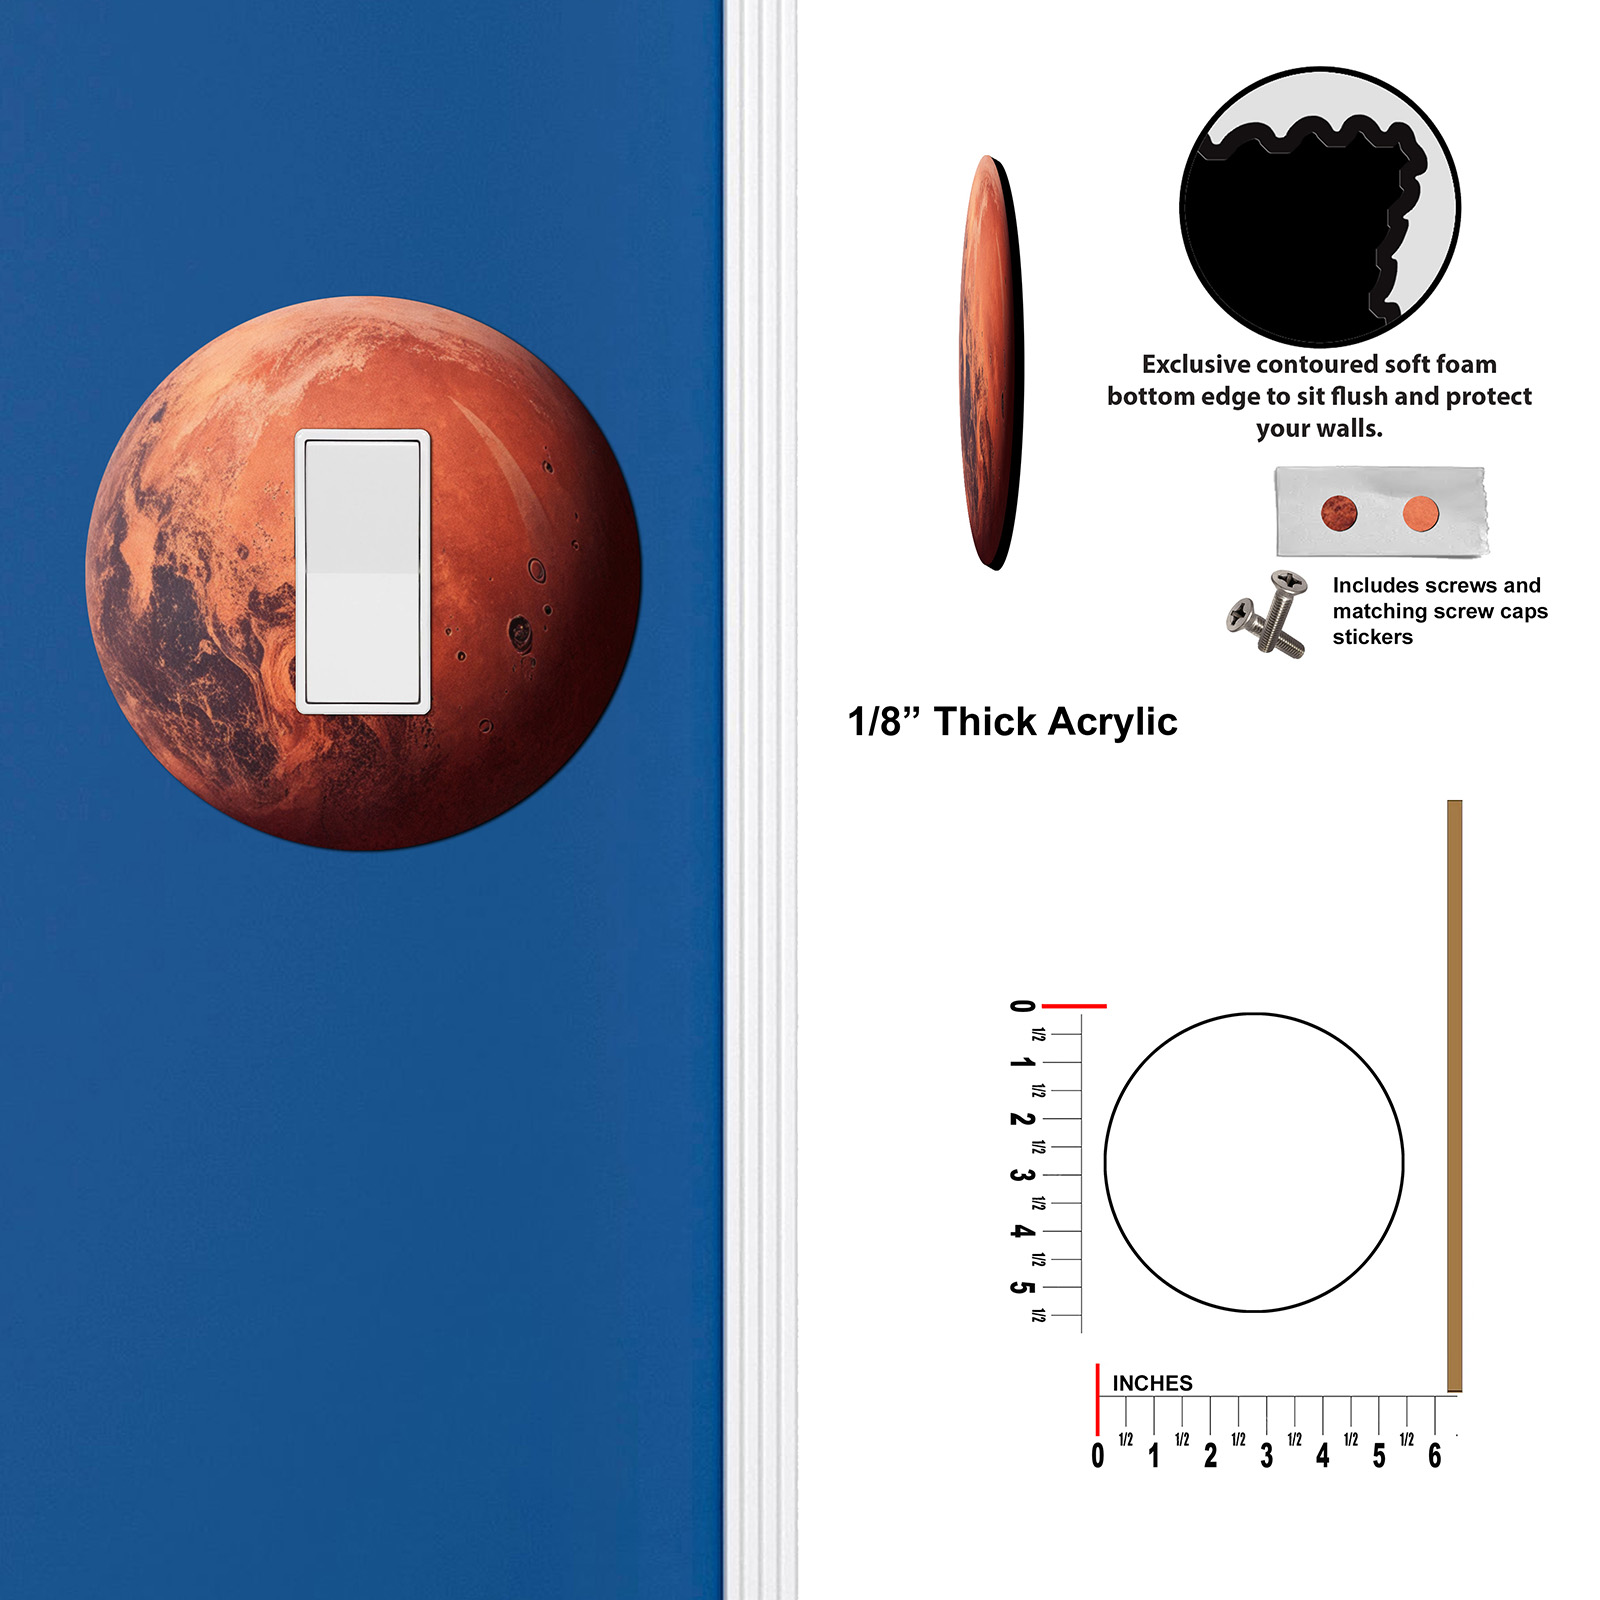 Exclusive contoured soft foam
bottom edge to sit flush and protect
your walls.
Includes screws and
matching screw caps
stickers
1/8” Thick Acrylic
0
1/2
1
1/2
2
1/2
3
1/2
4
1/2
5
1/2
INCHES
0 1/2 1 1/2 2 1/2 3 1/2 4 1/2 5 1/2 6